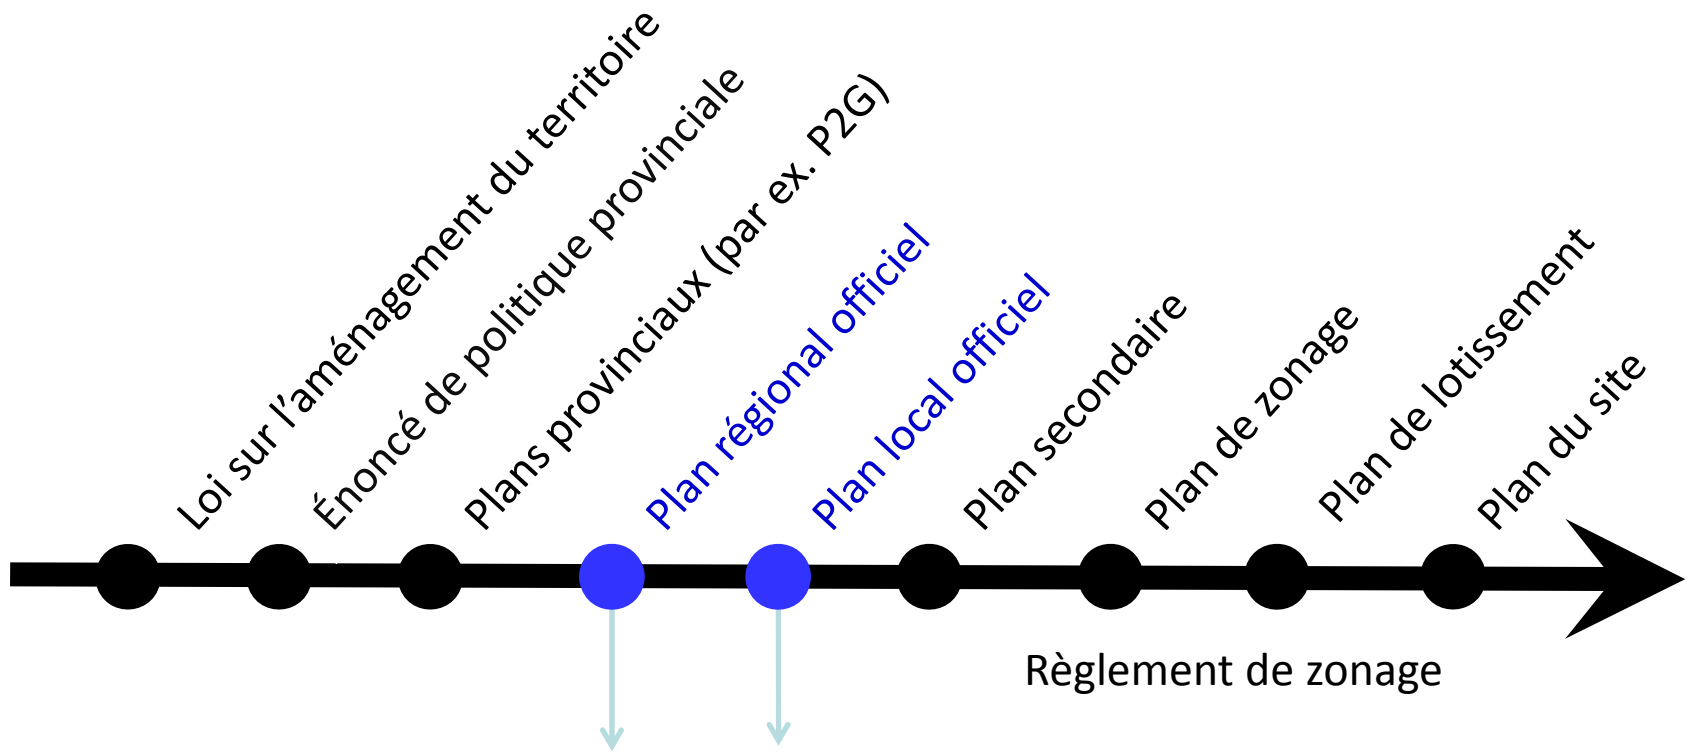 Loi sur l’aménagement du territoire
Énoncé de politique provinciale
Plans provinciaux (par ex. P2G)
Plan régional officiel
Plan local officiel
Plan secondaire
Plan de zonage
Plan de lotissement
Plan du site
Règlement de zonage